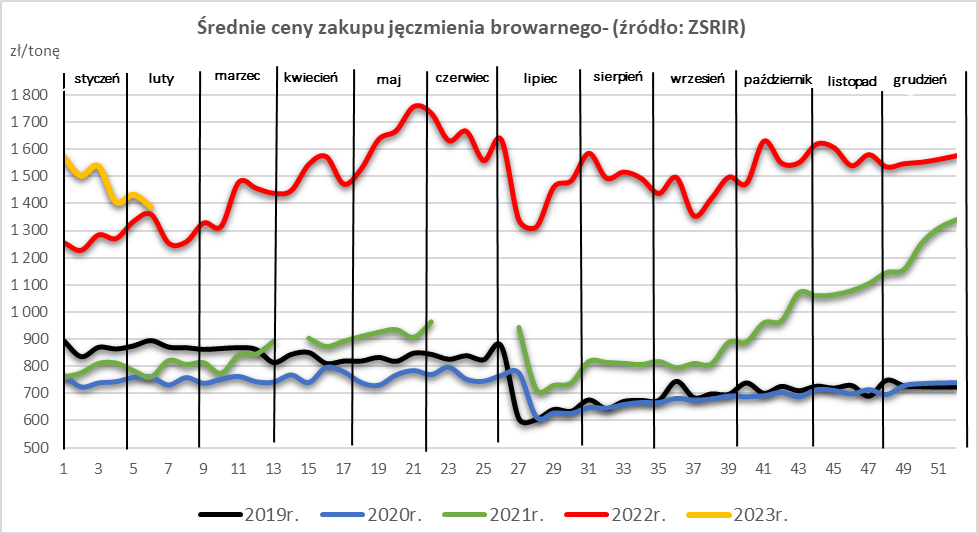 Średnie ceny zakupu jęczmienia browarnego- (źródło: ZSRIR)
zł/tonę
styczeń luty marzec kwiecień maj czerwiec lipiec sierpień wrzesień październik listopad grudzień
1 800
1 700
1 600
1 500
1 400
1 300
1 200
1 100
1 000
900
800
700
600
500
1 3 5 7 9 11 13 15 17 19 21 23 25 27 29 31 33 35 37 39 41 43 45 47 49 51
2019r. 2020r. 2021r. 2022r. 2023r.